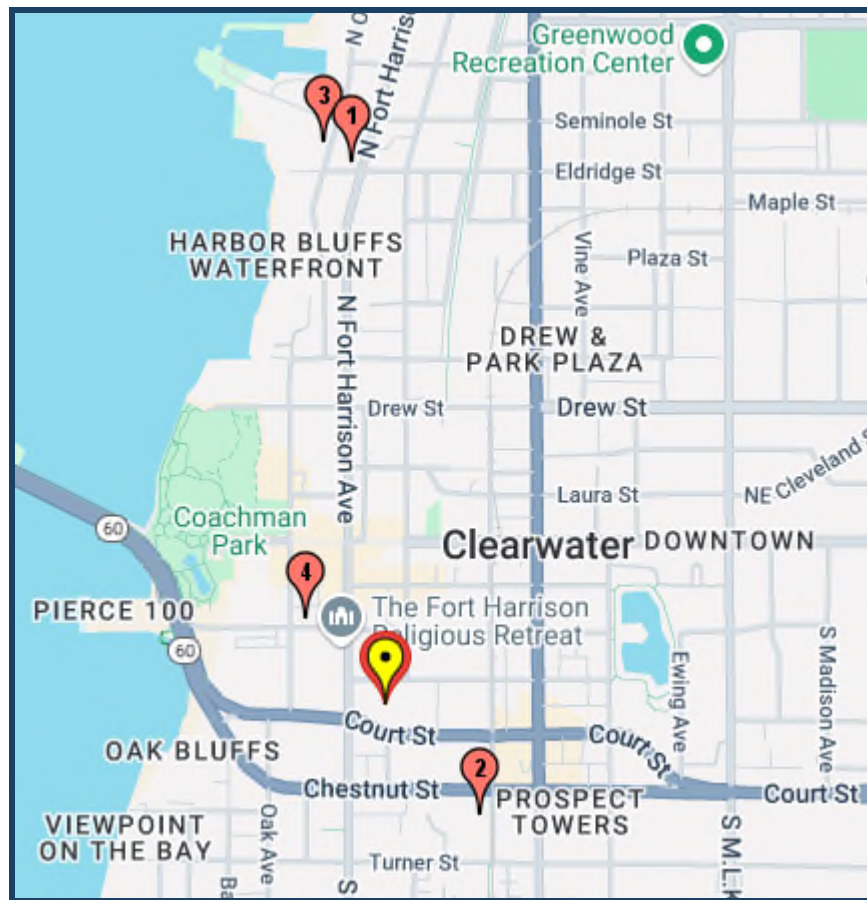 Greenwood
Recreation Center
N O
N Fort Harrison
3
1
Seminole St
Eldridge St
Maple St
HARBOR BLUFFS
WATERFRONT
Vine Ave
Plaza St
N Fort Harrison Ave
DREW &
PARK PLAZA
Drew St
Drew St
Laura St
NE Cleveland S
60
Coachman
Park
Clearwater
DOWNTOWN
4
PIERCE 100
The Fort Harrison
Religious Retreat
60
Ewing Ave
S Madison Ave
Court St
Court St
OAK BLUFFS
2
Chestnut St
PROSPECT
TOWERS
Court St
VIEWPOINT
ON THE BAY
Oak Ave
Ba
Turner St
S
S M.L.K